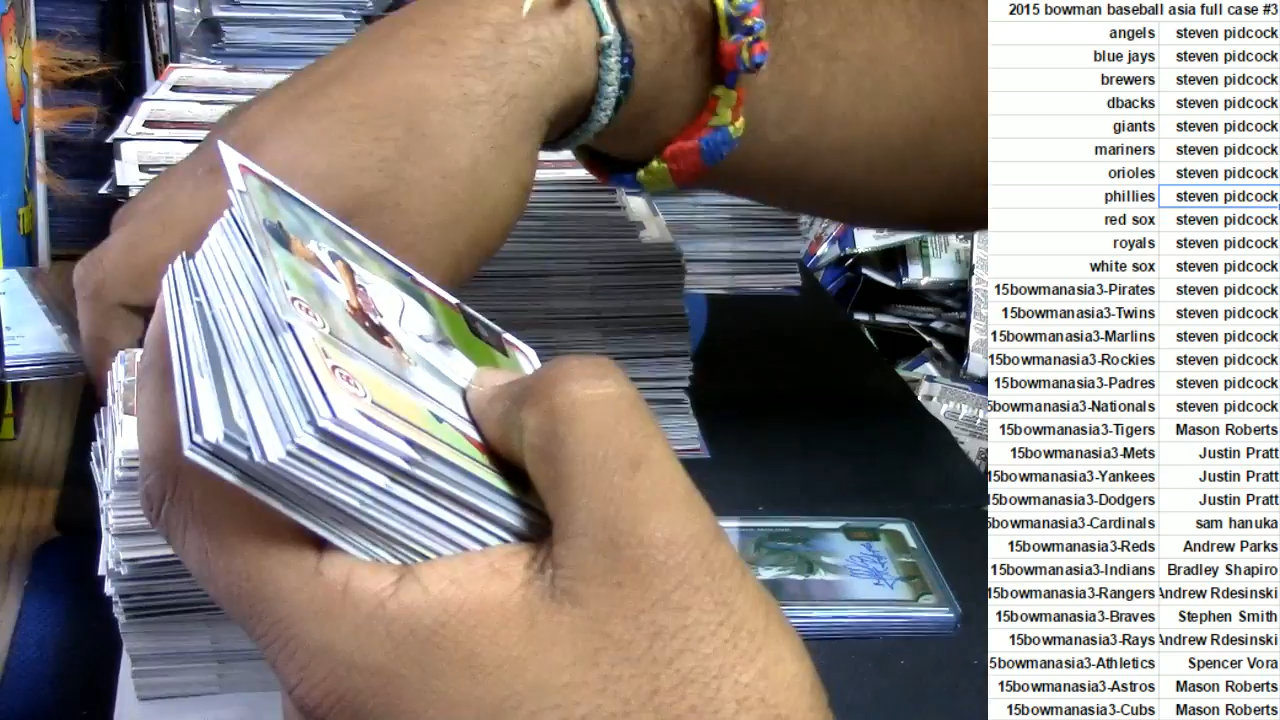 2015 bowman baseball asia full case #3
angels steven pidcock
blue jays steven pidcock
brewers steven pidcock
dbacks steven pidcock
giants steven pidcock
mariners steven pidcock
orioles steven pidcock
phillies steven pidcock
red sox steven pidcock
royals steven pidcock
white sox steven pidcock
15bowmanasia3-Pirates steven pidcock
15bowmanasia3-Twins steven pidcock
15bowmanasia3-Marlins steven pidcock
15bowmanasia3-Rockies steven pidcock
15bowmanasia3-Padres steven pidcock
5bowmanasia3-Nationals steven pidcock
15bowmanasia3-Tigers Mason Roberts
15bowmanasia3-Mets Justin Pratt
15bowmanasia3-Yankees Justin Pratt
15bowmanasia3-Dodgers Justin Pratt
5bowmanasia3-Cardinals sam hanuka
15bowmanasia3-Reds Andrew Parks
15bowmanasia3-Indians Bradley Shapiro
15bowmanasia3-Rangers Andrew Rdesinski
15bowmanasia3-Braves Stephen Smith
15bowmanasia3-Rays Andrew Rdesinski
5bowmanasia3-Athletics Spencer Vora
15bowmanasia3-Astros Mason Roberts
15bowmanasia3-Cubs Mason Roberts